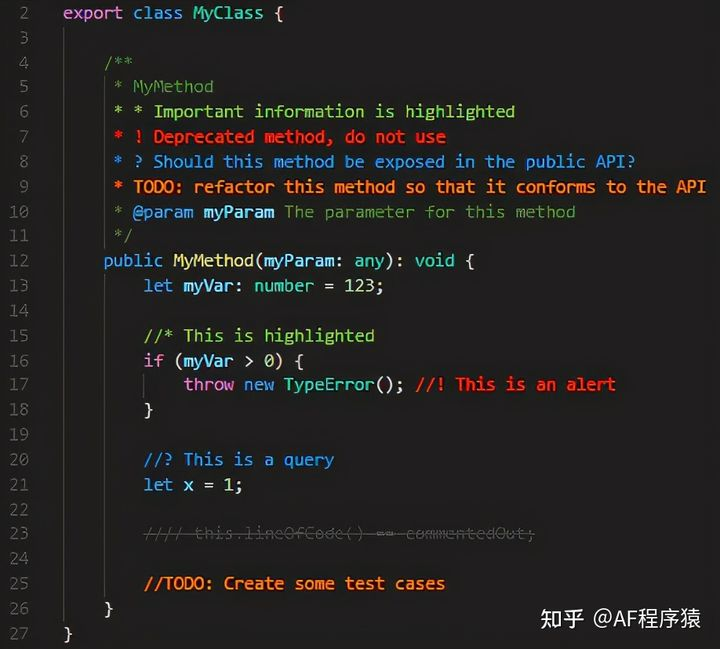 2 export class MyClass {
3
4 /**
5 * MyMethod
6 * * Important information is highlighted
7 * ! Deprecated method, do not use
8 * ? Should this method be exposed in the public API?
9 * TODO: refactor this method so that it conforms to the API
10 * @param myParam The parameter for this method
11 */
12 public MyMethod(myParam: any): void {
13 let myVar: number = 123;
14
15 //* This is highlighted
16 if (myVar > 0) {
17 throw new TypeError(); //! This is an alert
18 }
19
20 //? This is a query
21 let x = 1;
22
23 //// this.lineOfCode() == commentedOut;
24
25 //TODO: Create some test cases
26 }
27 }
知乎 @AF程序猿